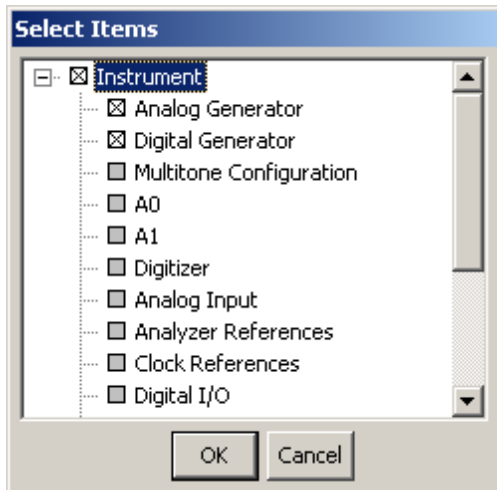 Select Items
Instrument
Analog Generator
Digital Generator
Multitone Configuration
A0
A1
Digitizer
Analog Input
Analyzer References
Clock References
Digital I/O
OK Cancel